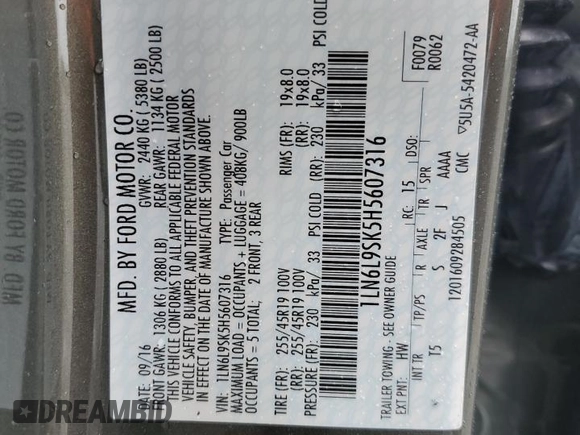 MFD. BY FORD MOTOR CO.
09/16 GVWR: 2440 KG ( 5380 LB)
FRONT GAWR: 1306 KG ( 2880 LB) REAR GAWR: 1134 KG ( 2500 LB)
THIS VEHICLE CONFORMS TO ALL APPLICABLE FEDERAL MOTOR
VEHICLE SAFETY, BUMPER, AND THEFT PREVENTION STANDARDS
IN EFFECT ON THE DATE OF MANUFACTURE SHOWN ABOVE.
VIN: 1LN6L9SK5H5607316 TYPE: Passenger Car
MAXIMUM LOAD = OCCUPANTS + LUGGAGE = 408KG/ 900LB
OCCUPANTS = 5 TOTAL; 2 FRONT, 3 REAR
TIRE (FR): 255/45R19 100V RIMS (FR): 19x8.0
(RR): 255/45R19 100V (RR): 19x8.0
PRESSURE (FR): 230 kPa/ 33 PSI COLD (RR): 230 kPa/ 33 PSI COLD
1LN6L9SK5H5607316
TRAILER TOWING - SEE OWNER GUIDE
EXT PNT: HW RC: 15 DSO: F0079
R0062
INT TR TP/PS R AXLE TR SPR
T5 S 2F J AAAA
1201609284505 CMC ▽5U5A-5420472-AA
DREAMBID